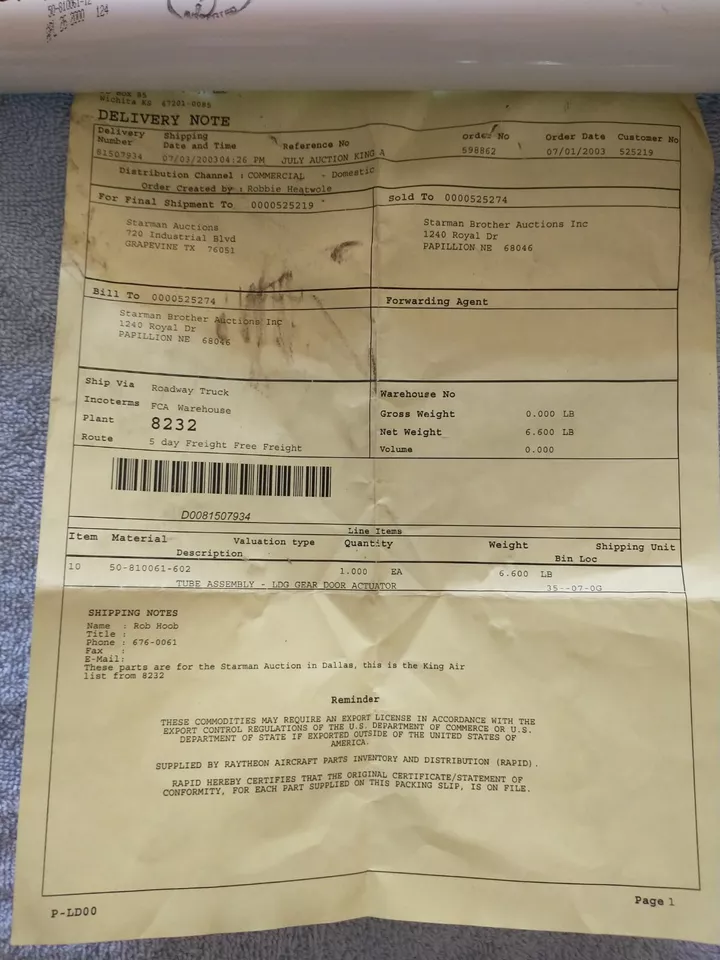 50-810061-12
26 2000 124
Wichita KS 67201-0085
DELIVERY NOTE
Delivery Number Shipping Date and Time Reference No Order No Order Date Customer No
81507934 07/03/2003 04:26 PM JULY AUCTION KING A 598862 07/01/2003 525219
Distribution Channel : COMMERCIAL - Domestic
Order Created by : Robbie Heatwole
For Final Shipment To 0000525219
Starman Auctions
720 Industrial Blvd
GRAPEVINE TX 76051
Sold To 0000525274
Starman Brother Auctions Inc
1240 Royal Dr
PAPILLION NE 68046
Bill To 0000525274
Starman Brother Auctions Inc
1240 Royal Dr
PAPILLION NE 68046
Forwarding Agent
Ship Via Roadway Truck
Incoterms FCA Warehouse
Plant 8232
Route 5 day Freight Free Freight
Warehouse No
Gross Weight 0.000 LB
Net Weight 6.600 LB
Volume 0.000
D0081507934
Line Items
Item Material Valuation type Quantity Weight Shipping Unit
Description Bin Loc
10 50-810061-602 1.000 EA 6.600 LB
TUBE ASSEMBLY - LDG GEAR DOOR ACTUATOR 35--07-0G
SHIPPING NOTES
Name : Rob Hoob
Title :
Phone : 676-0061
Fax :
E-Mail:
These parts are for the Starman Auction in Dallas, this is the King Air
list from 8232
Reminder
THESE COMMODITIES MAY REQUIRE AN EXPORT LICENSE IN ACCORDANCE WITH THE
EXPORT CONTROL REGULATIONS OF THE U.S. DEPARTMENT OF COMMERCE OR U.S.
DEPARTMENT OF STATE IF EXPORTED OUTSIDE OF THE UNITED STATES OF
AMERICA.
SUPPLIED BY RAYTHEON AIRCRAFT PARTS INVENTORY AND DISTRIBUTION (RAPID).
RAPID HEREBY CERTIFIES THAT THE ORIGINAL CERTIFICATE/STATEMENT OF
CONFORMITY, FOR EACH PART SUPPLIED ON THIS PACKING SLIP, IS ON FILE.
P-LD00
Page 1